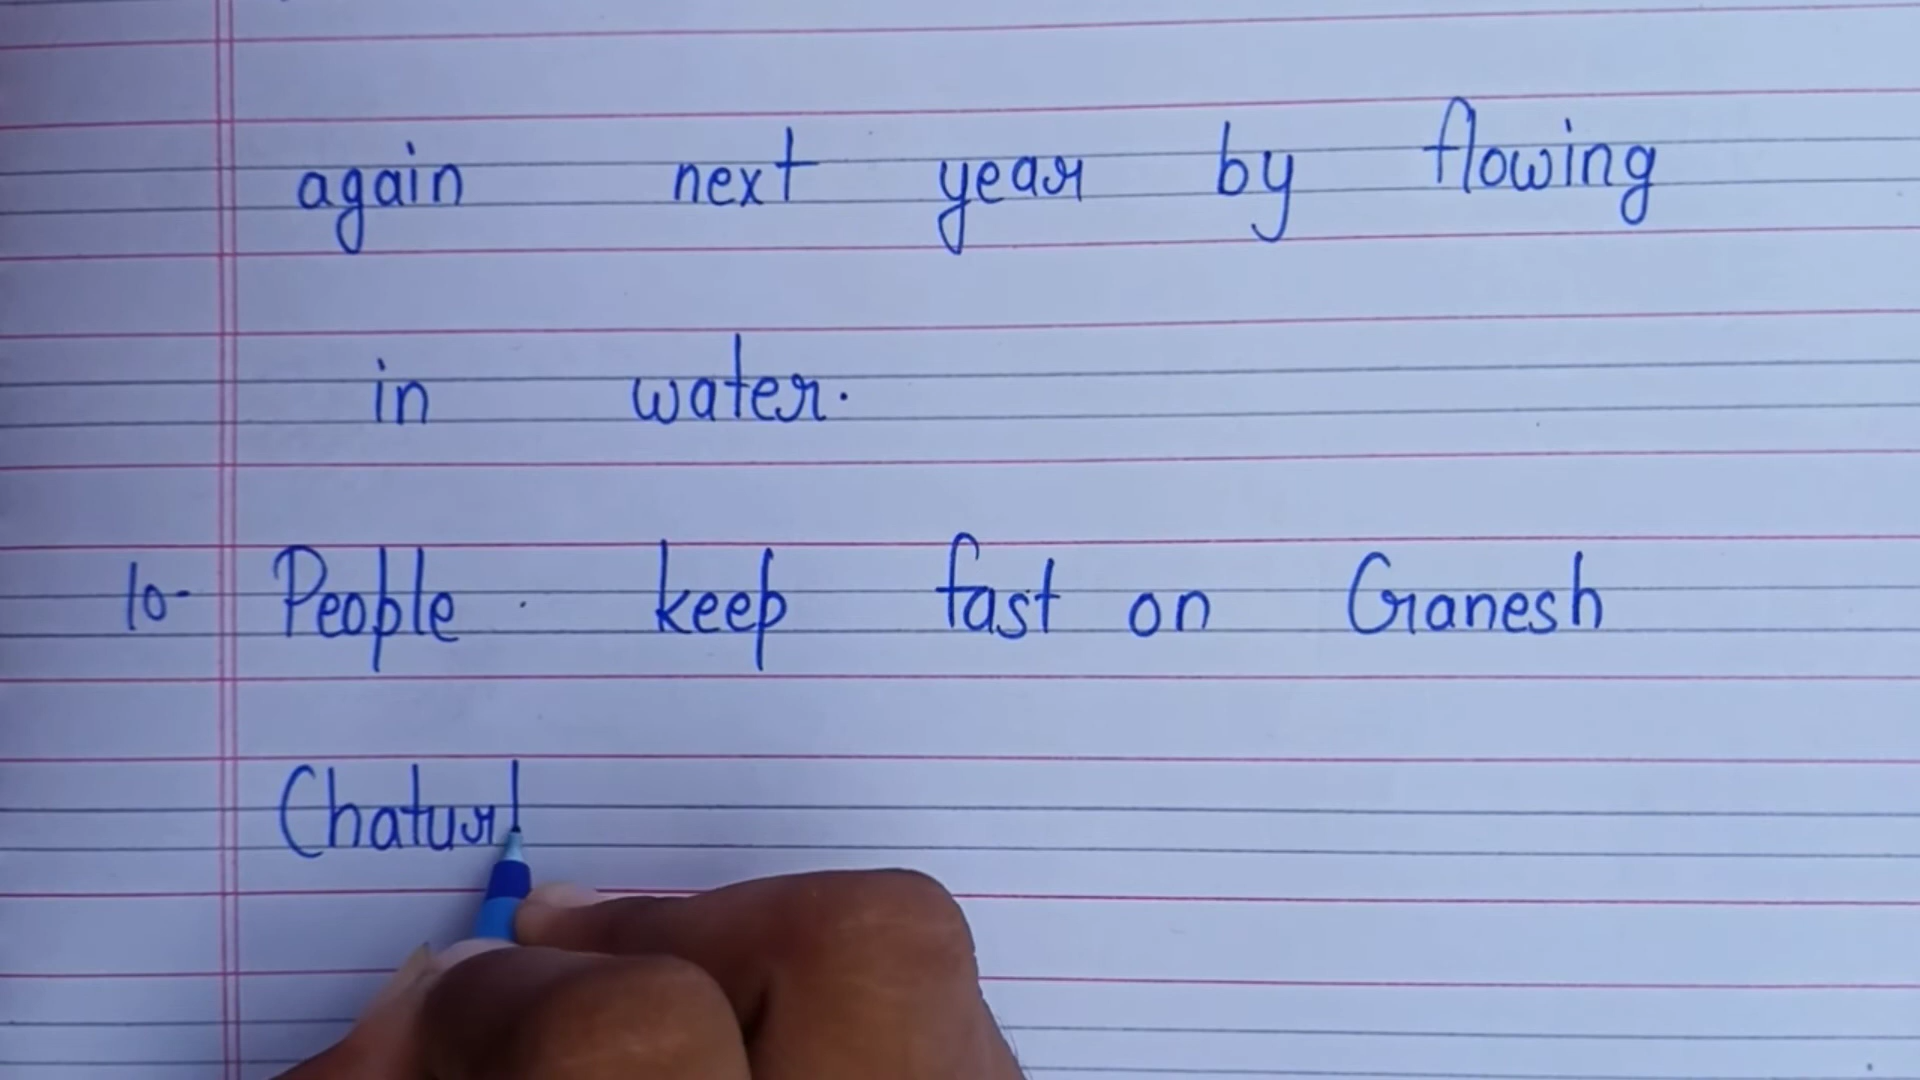 again next year by flowing
in water.
10- People keep fast on Ganesh
Chatur